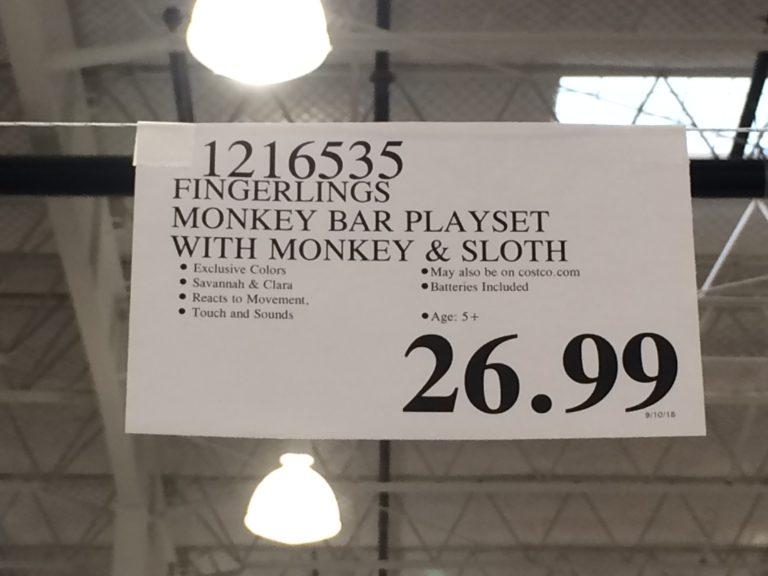 1216535
FINGERLINGS
MONKEY BAR PLAYSET
WITH MONKEY & SLOTH
• Exclusive Colors
• Savannah & Clara
• Reacts to Movement,
• Touch and Sounds
• May also be on costco.com
• Batteries Included
• Age: 5+
26.99
9/10/18